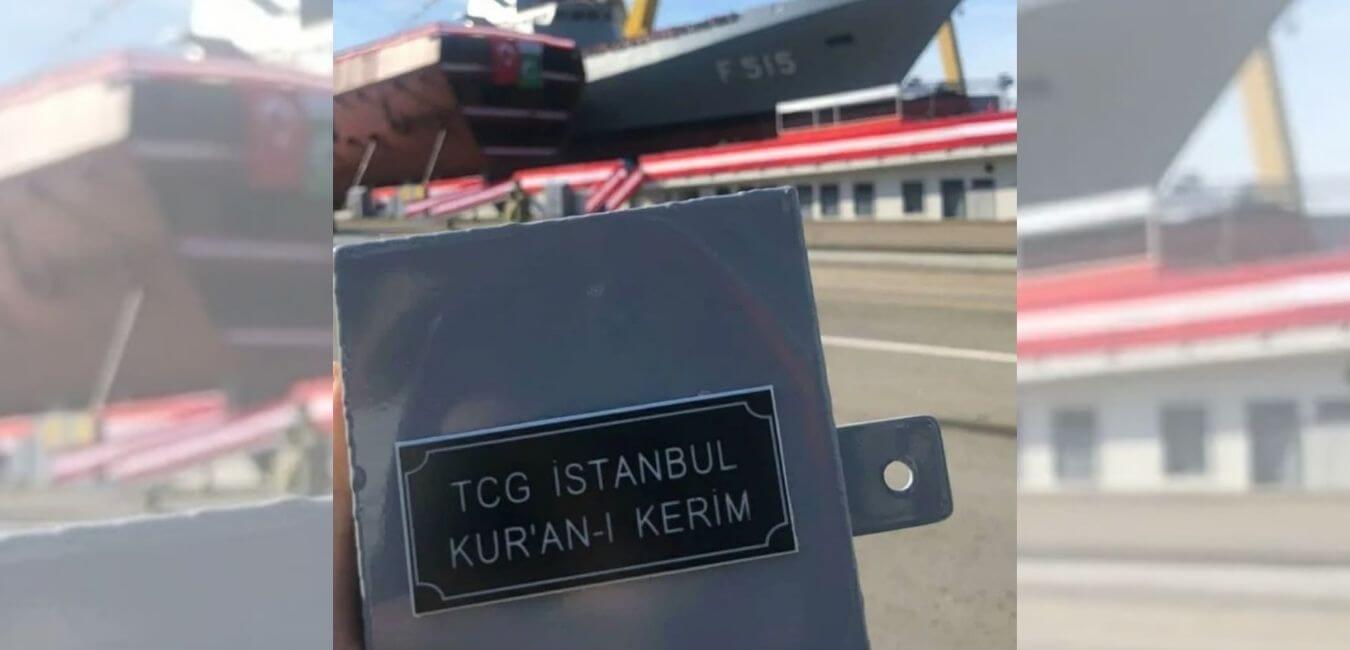 F 515
TCG İSTANBUL
KUR'AN-I KERİM